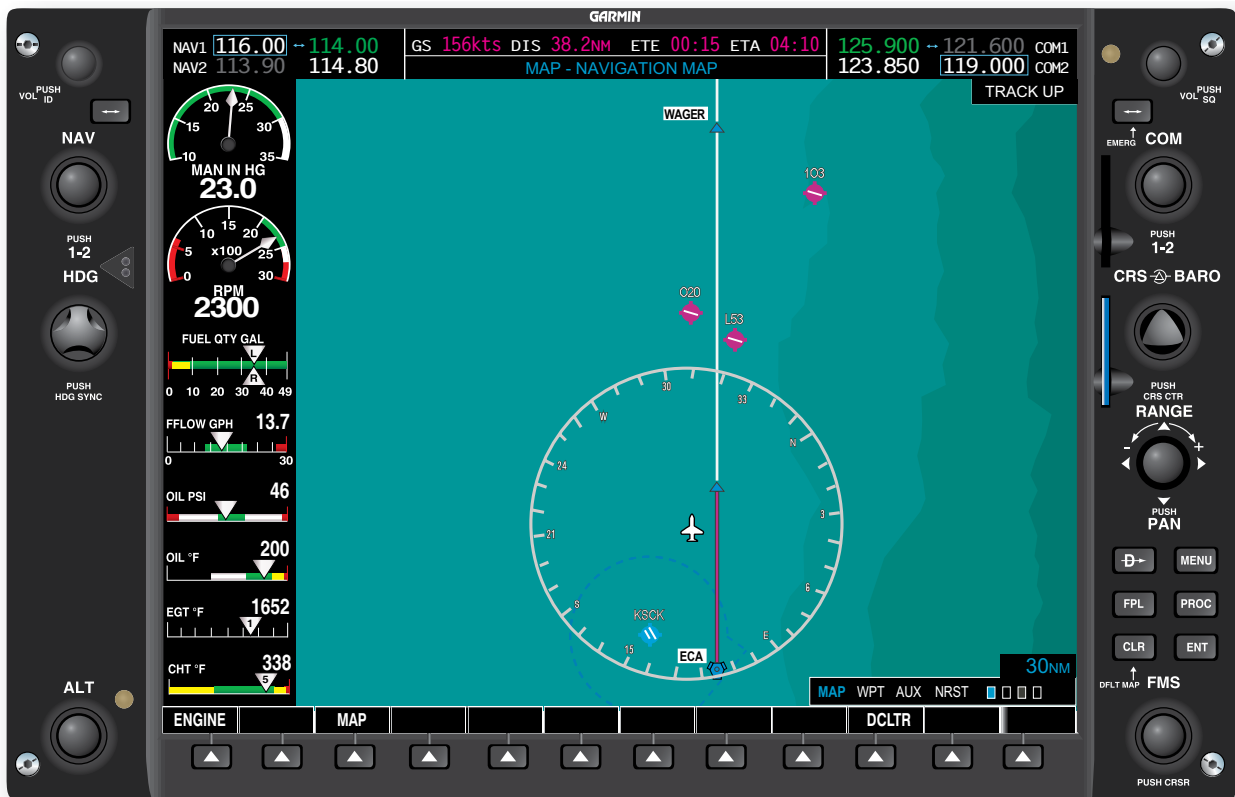 GARMIN
NAV1 116.00 ↔ 114.00
NAV2 113.90 114.80
GS 156kts DIS 38.2NM ETE 00:15 ETA 04:10
MAP - NAVIGATION MAP
125.900 ↔ 121.600 COM1
123.850 119.000 COM2
TRACK UP
VOL PUSH ID
NAV
PUSH
1-2
HDG
PUSH
HDG SYNC
ALT
10 15 20 25 30 35
MAN IN HG
23.0
0 5 10 15 20 25 30
x100
RPM
2300
FUEL QTY GAL
L
R
0 10 20 30 40 49
FFLOW GPH 13.7
0 30
OIL PSI 46
OIL °F 200
EGT °F 1652
1
CHT °F 338
5
WAGER
1O3
O20
L53
30
33
W
N
24
3
21
6
S
E
15
KSCK
ECA
30NM
MAP WPT AUX NRST
ENGINE MAP DCLTR
VOL PUSH SQ
EMERG
COM
PUSH
1-2
CRS BARO
PUSH
CRS CTR
RANGE
- +
PUSH
PAN
D MENU
FPL PROC
CLR ENT
DFLT MAP FMS
PUSH CRSR